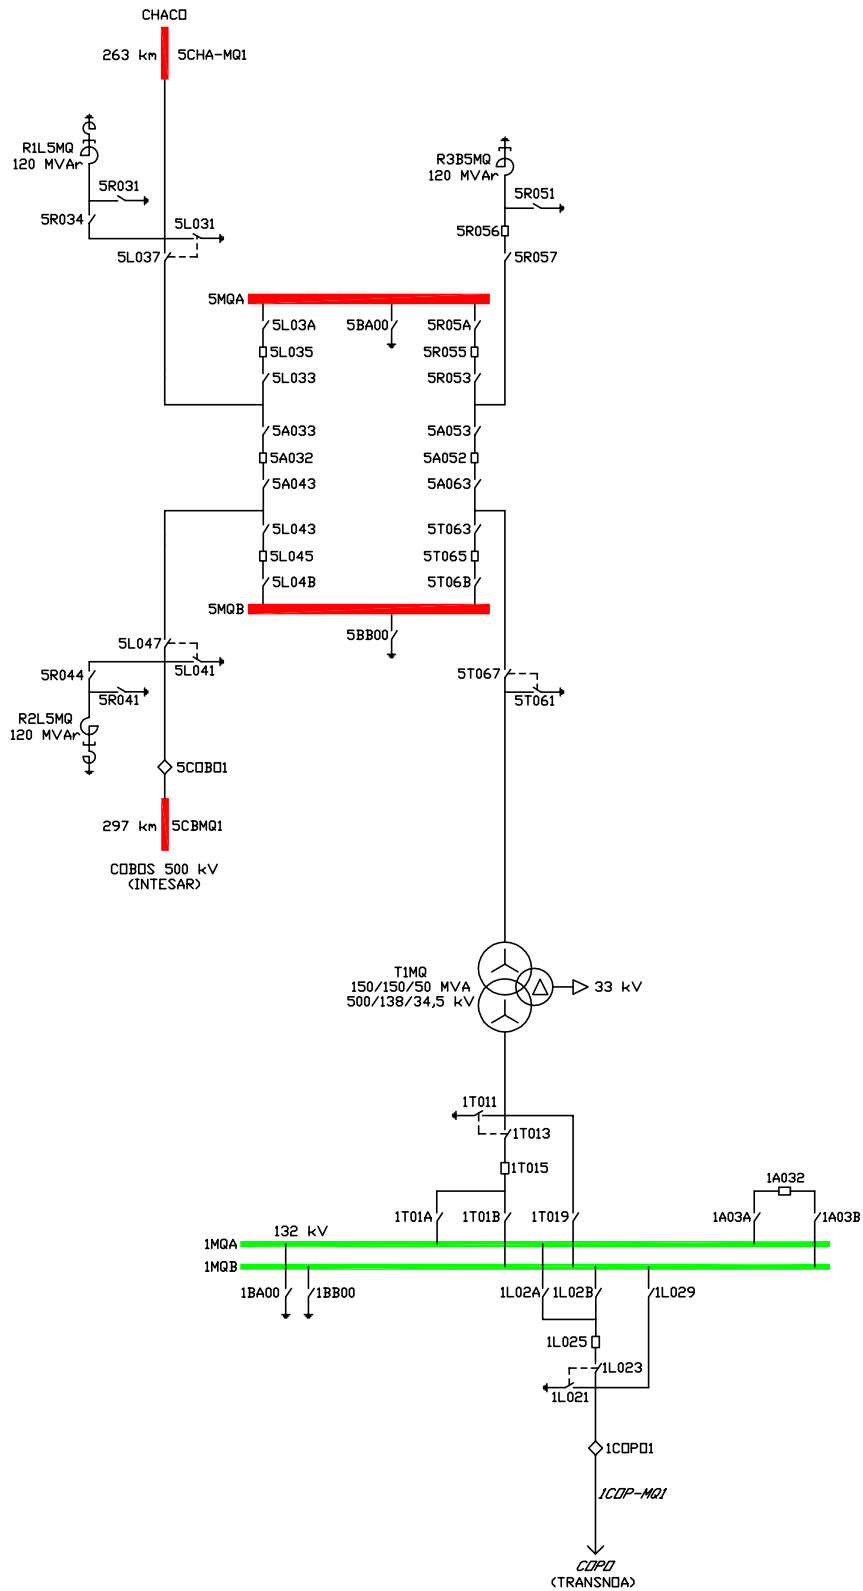 CHACO
263 km 5CHA-MQ1
R1L5MQ
120 MVAr
5R031
5R034
5L031
5L037
R3B5MQ
120 MVAr
5R051
5R056
5R057
5MQA
5L03A 5BA00 5R05A
5L035 5R055
5L033 5R053
5A033 5A053
5A032 5A052
5A043 5A063
5L043 5T063
5L045 5T065
5L04B 5T06B
5MQB
5BB00
5L047
5L041
5R044
5R041
R2L5MQ
120 MVAr
5T067
5T061
5COBO1
297 km 5CBMQ1
COBOS 500 kV
(INTESAR)
T1MQ
150/150/50 MVA
500/138/34,5 kV
33 kV
1T011
1T013
1T015
1A032
1T01A 1T01B 1T019 1A03A 1A03B
132 kV
1MQA
1MQB
1BA00 1BB00 1L02A 1L02B 1L029
1L025
1L023
1L021
1COPO1
1COP-MQ1
COPO
(TRANSNOA)